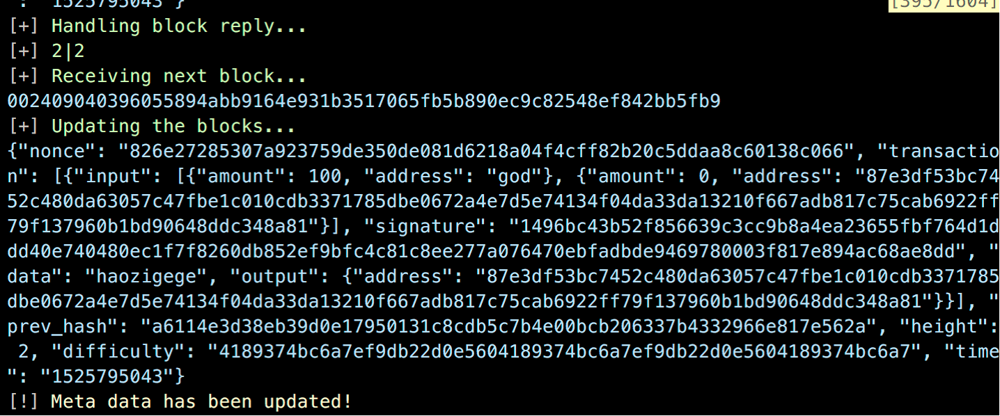 ": "1525795043"}
[395/1604]
[+] Handling block reply...
[+] 2|2
[+] Receiving next block...
002409040396055894abb9164e931b3517065fb5b890ec9c82548ef842bb5fb9
[+] Updating the blocks...
{"nonce": "826e27285307a923759de350de081d6218a04f4cff82b20c5ddaa8c60138c066", "transactio
n": [{"input": [{"amount": 100, "address": "god"}, {"amount": 0, "address": "87e3df53bc74
52c480da63057c47fbe1c010cdb3371785dbe0672a4e7d5e74134f04da33da13210f667adb817c75cab6922ff
79f137960b1bd90648ddc348a81"}], "signature": "1496bc43b52f856639c3cc9b8a4ea23655fbf764d1d
dd40e740480ec1f7f8260db852ef9bfc4c81c8ee277a076470ebfadbde9469780003f817e894ac68ae8dd", "
data": "haozigege", "output": {"address": "87e3df53bc7452c480da63057c47fbe1c010cdb3371785
dbe0672a4e7d5e74134f04da33da13210f667adb817c75cab6922ff79f137960b1bd90648ddc348a81"}}], "
prev_hash": "a6114e3d38eb39d0e17950131c8cdb5c7b4e00bcb206337b4332966e817e562a", "height":
 2, "difficulty": "4189374bc6a7ef9db22d0e5604189374bc6a7ef9db22d0e5604189374bc6a7", "time
": "1525795043"}
[!] Meta data has been updated!